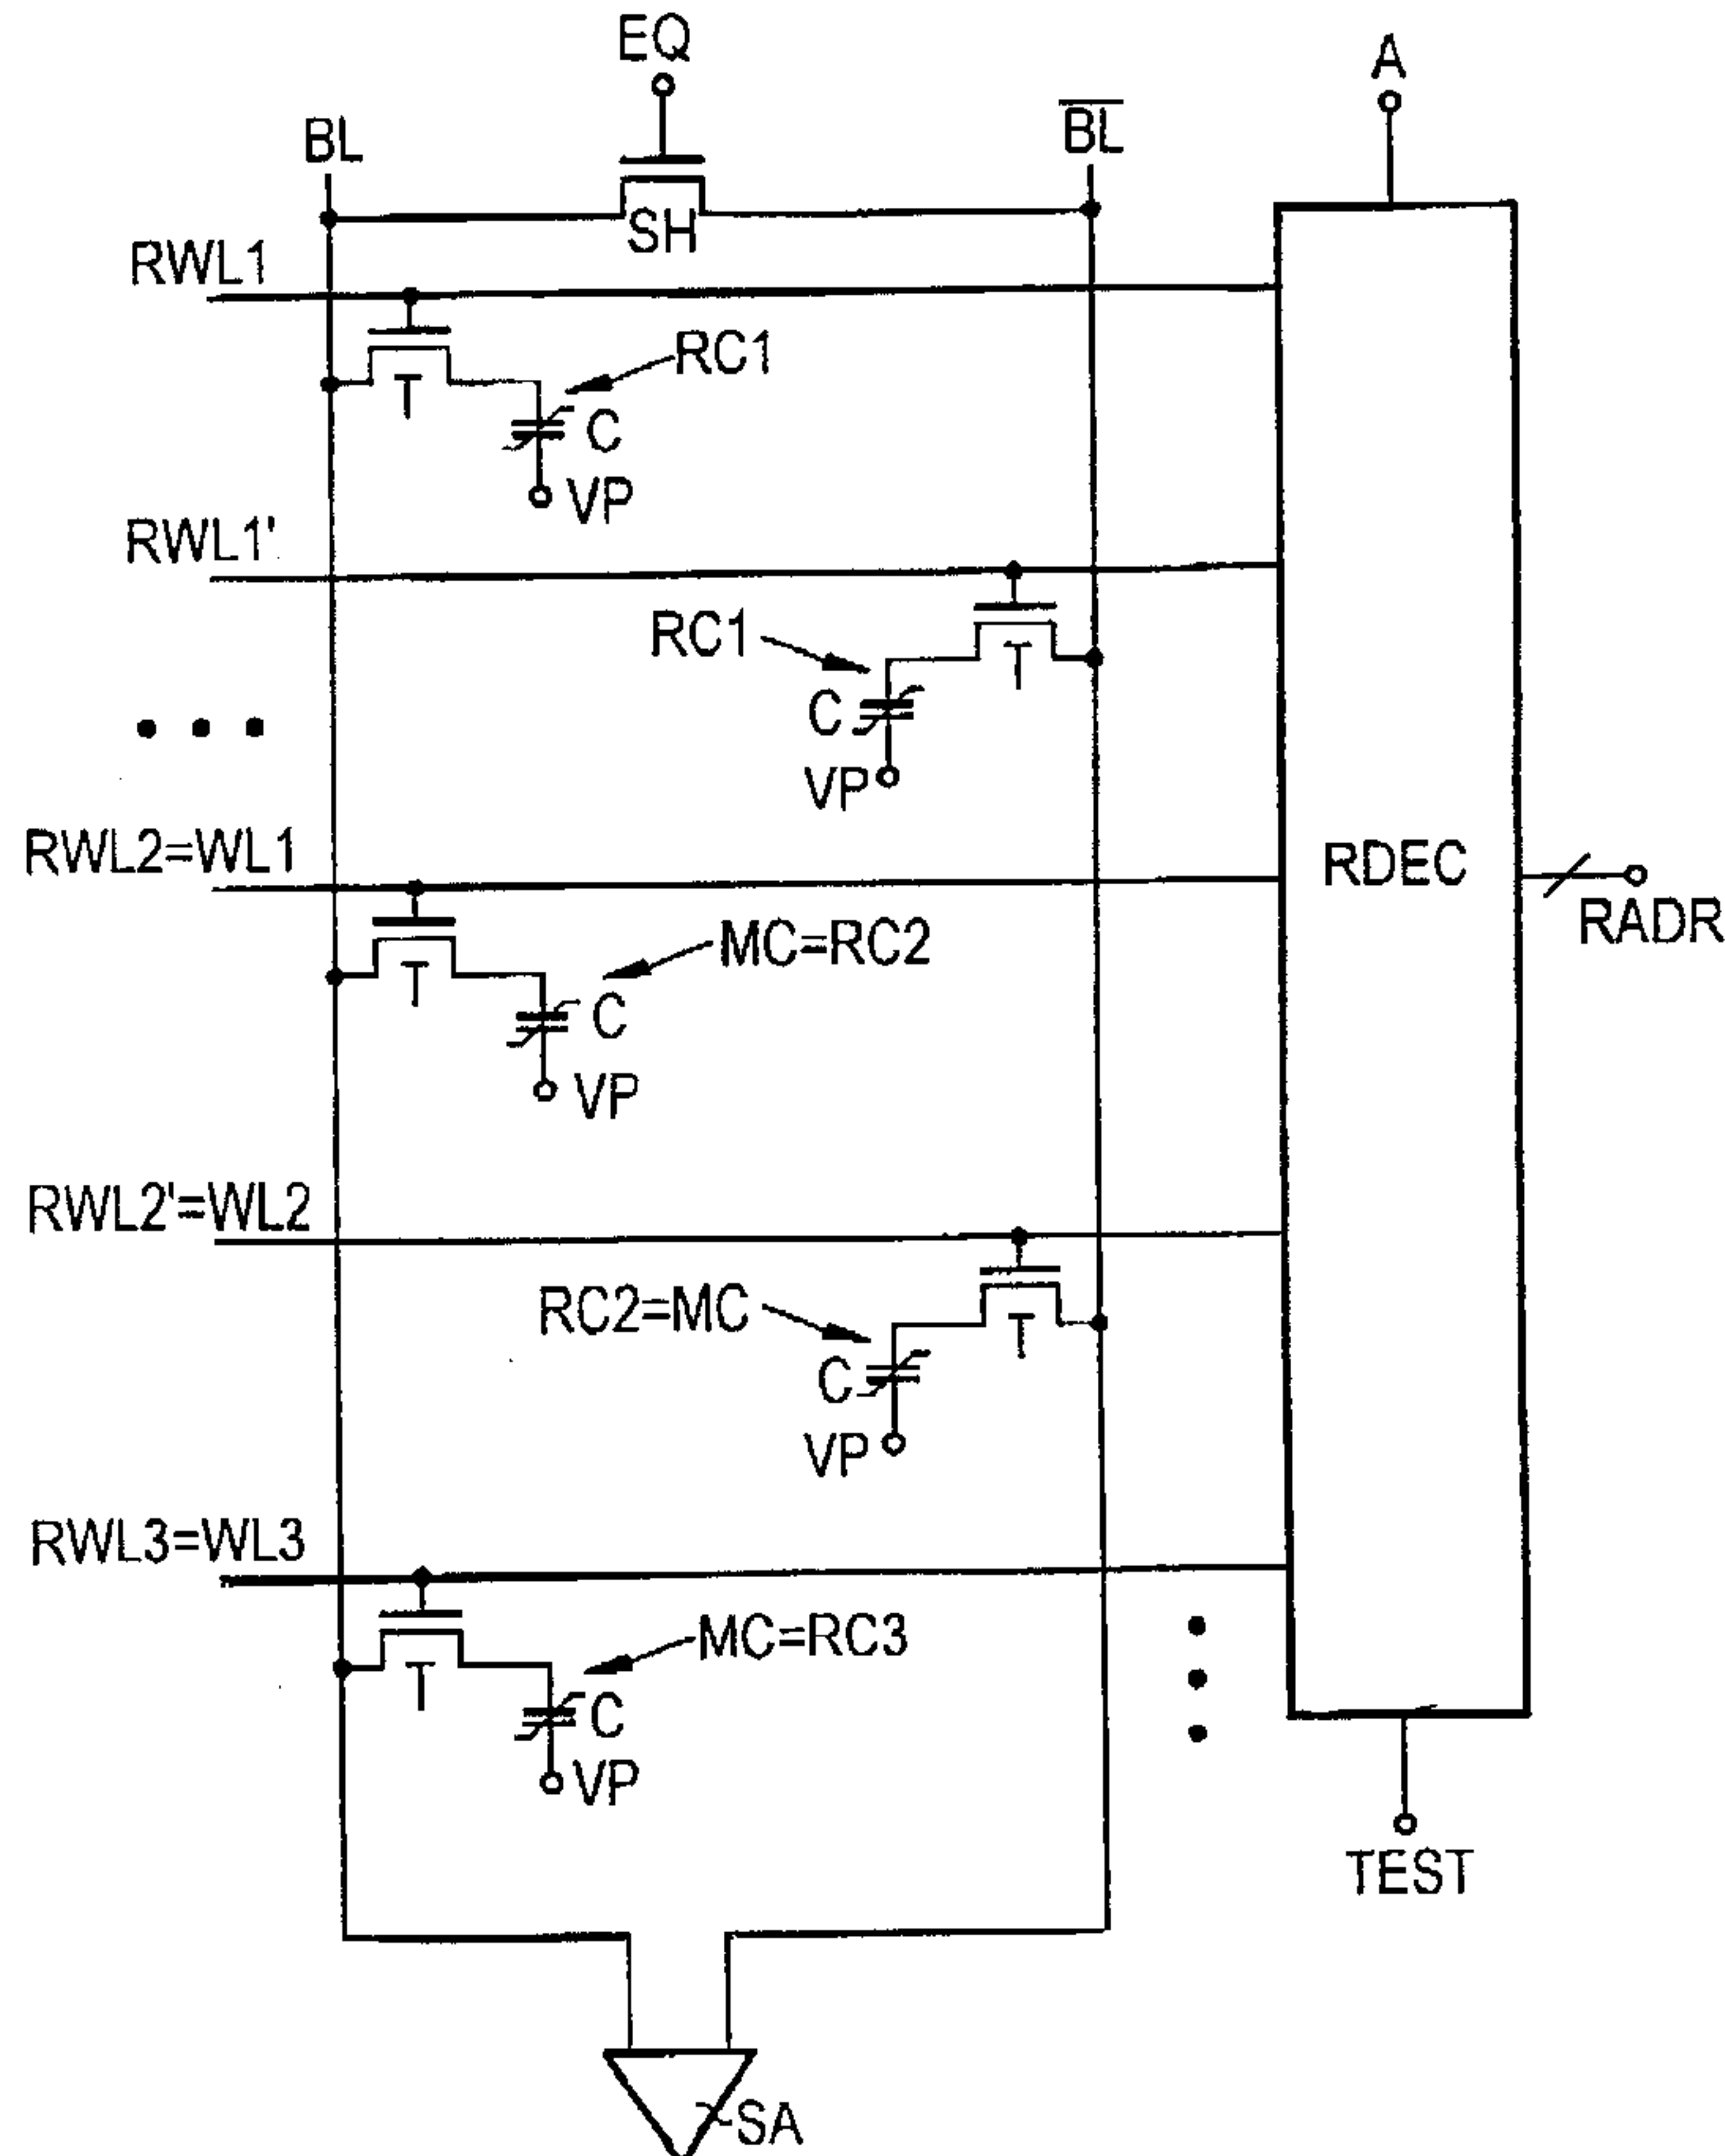 EQ
A
BL
B̅L̅
SH
RWL1
RC1
T
C
VP
RWL1'
RC1
T
C
VP
RWL2=WL1
RDEC
RADR
MC=RC2
T
C
VP
RWL2'=WL2
RC2=MC
T
C
VP
RWL3=WL3
MC=RC3
T
C
VP
TEST
SA